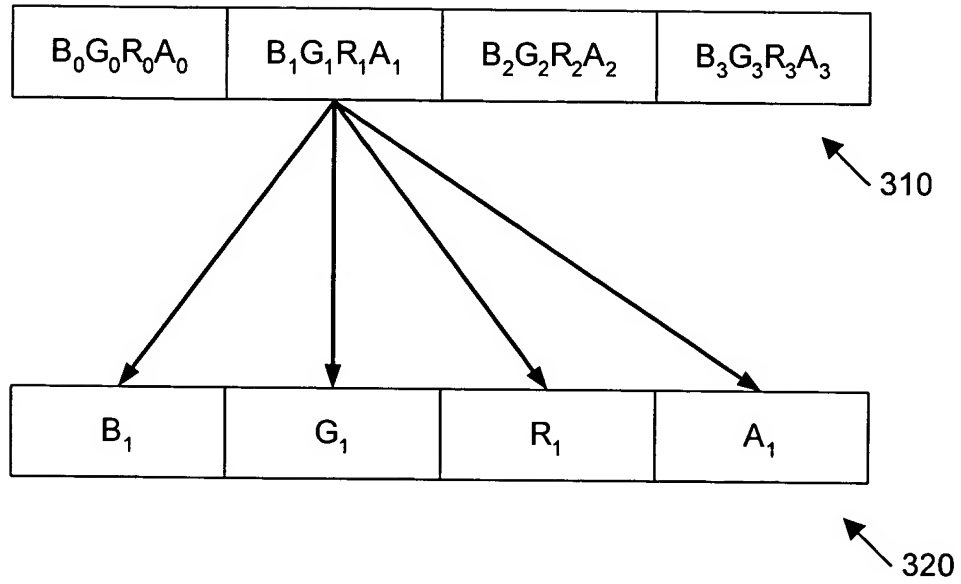 B₀G₀R₀A₀ B₁G₁R₁A₁ B₂G₂R₂A₂ B₃G₃R₃A₃
310
B₁ G₁ R₁ A₁
320